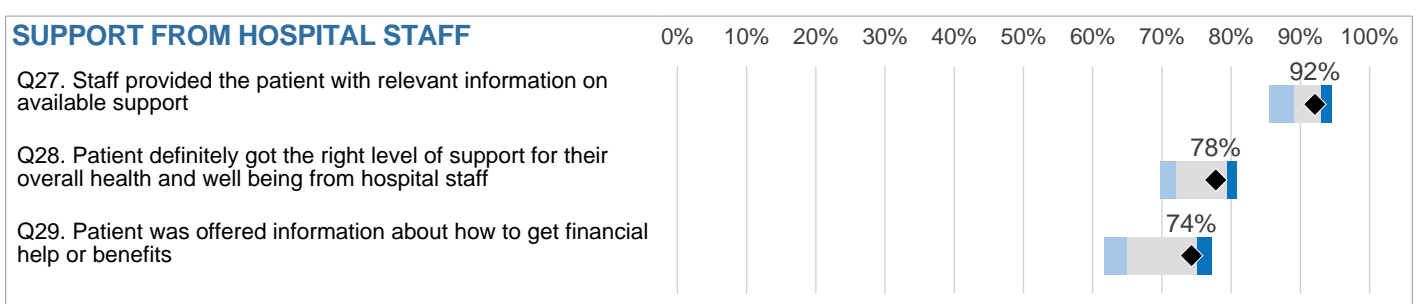 SUPPORT FROM HOSPITAL STAFF 0% 10% 20% 30% 40% 50% 60% 70% 80% 90% 100%
Q27. Staff provided the patient with relevant information on
available support
92%
Q28. Patient definitely got the right level of support for their
overall health and well being from hospital staff
78%
Q29. Patient was offered information about how to get financial
help or benefits
74%